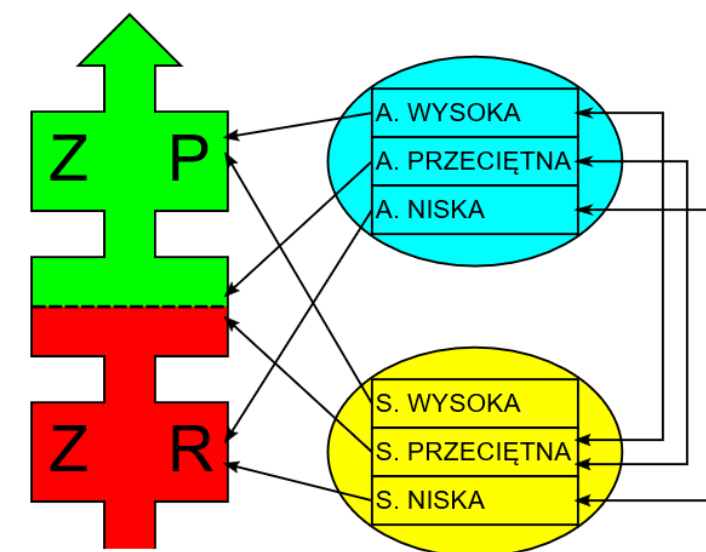 Z P
A. WYSOKA
A. PRZECIĘTNA
A. NISKA
Z R
S. WYSOKA
S. PRZECIĘTNA
S. NISKA